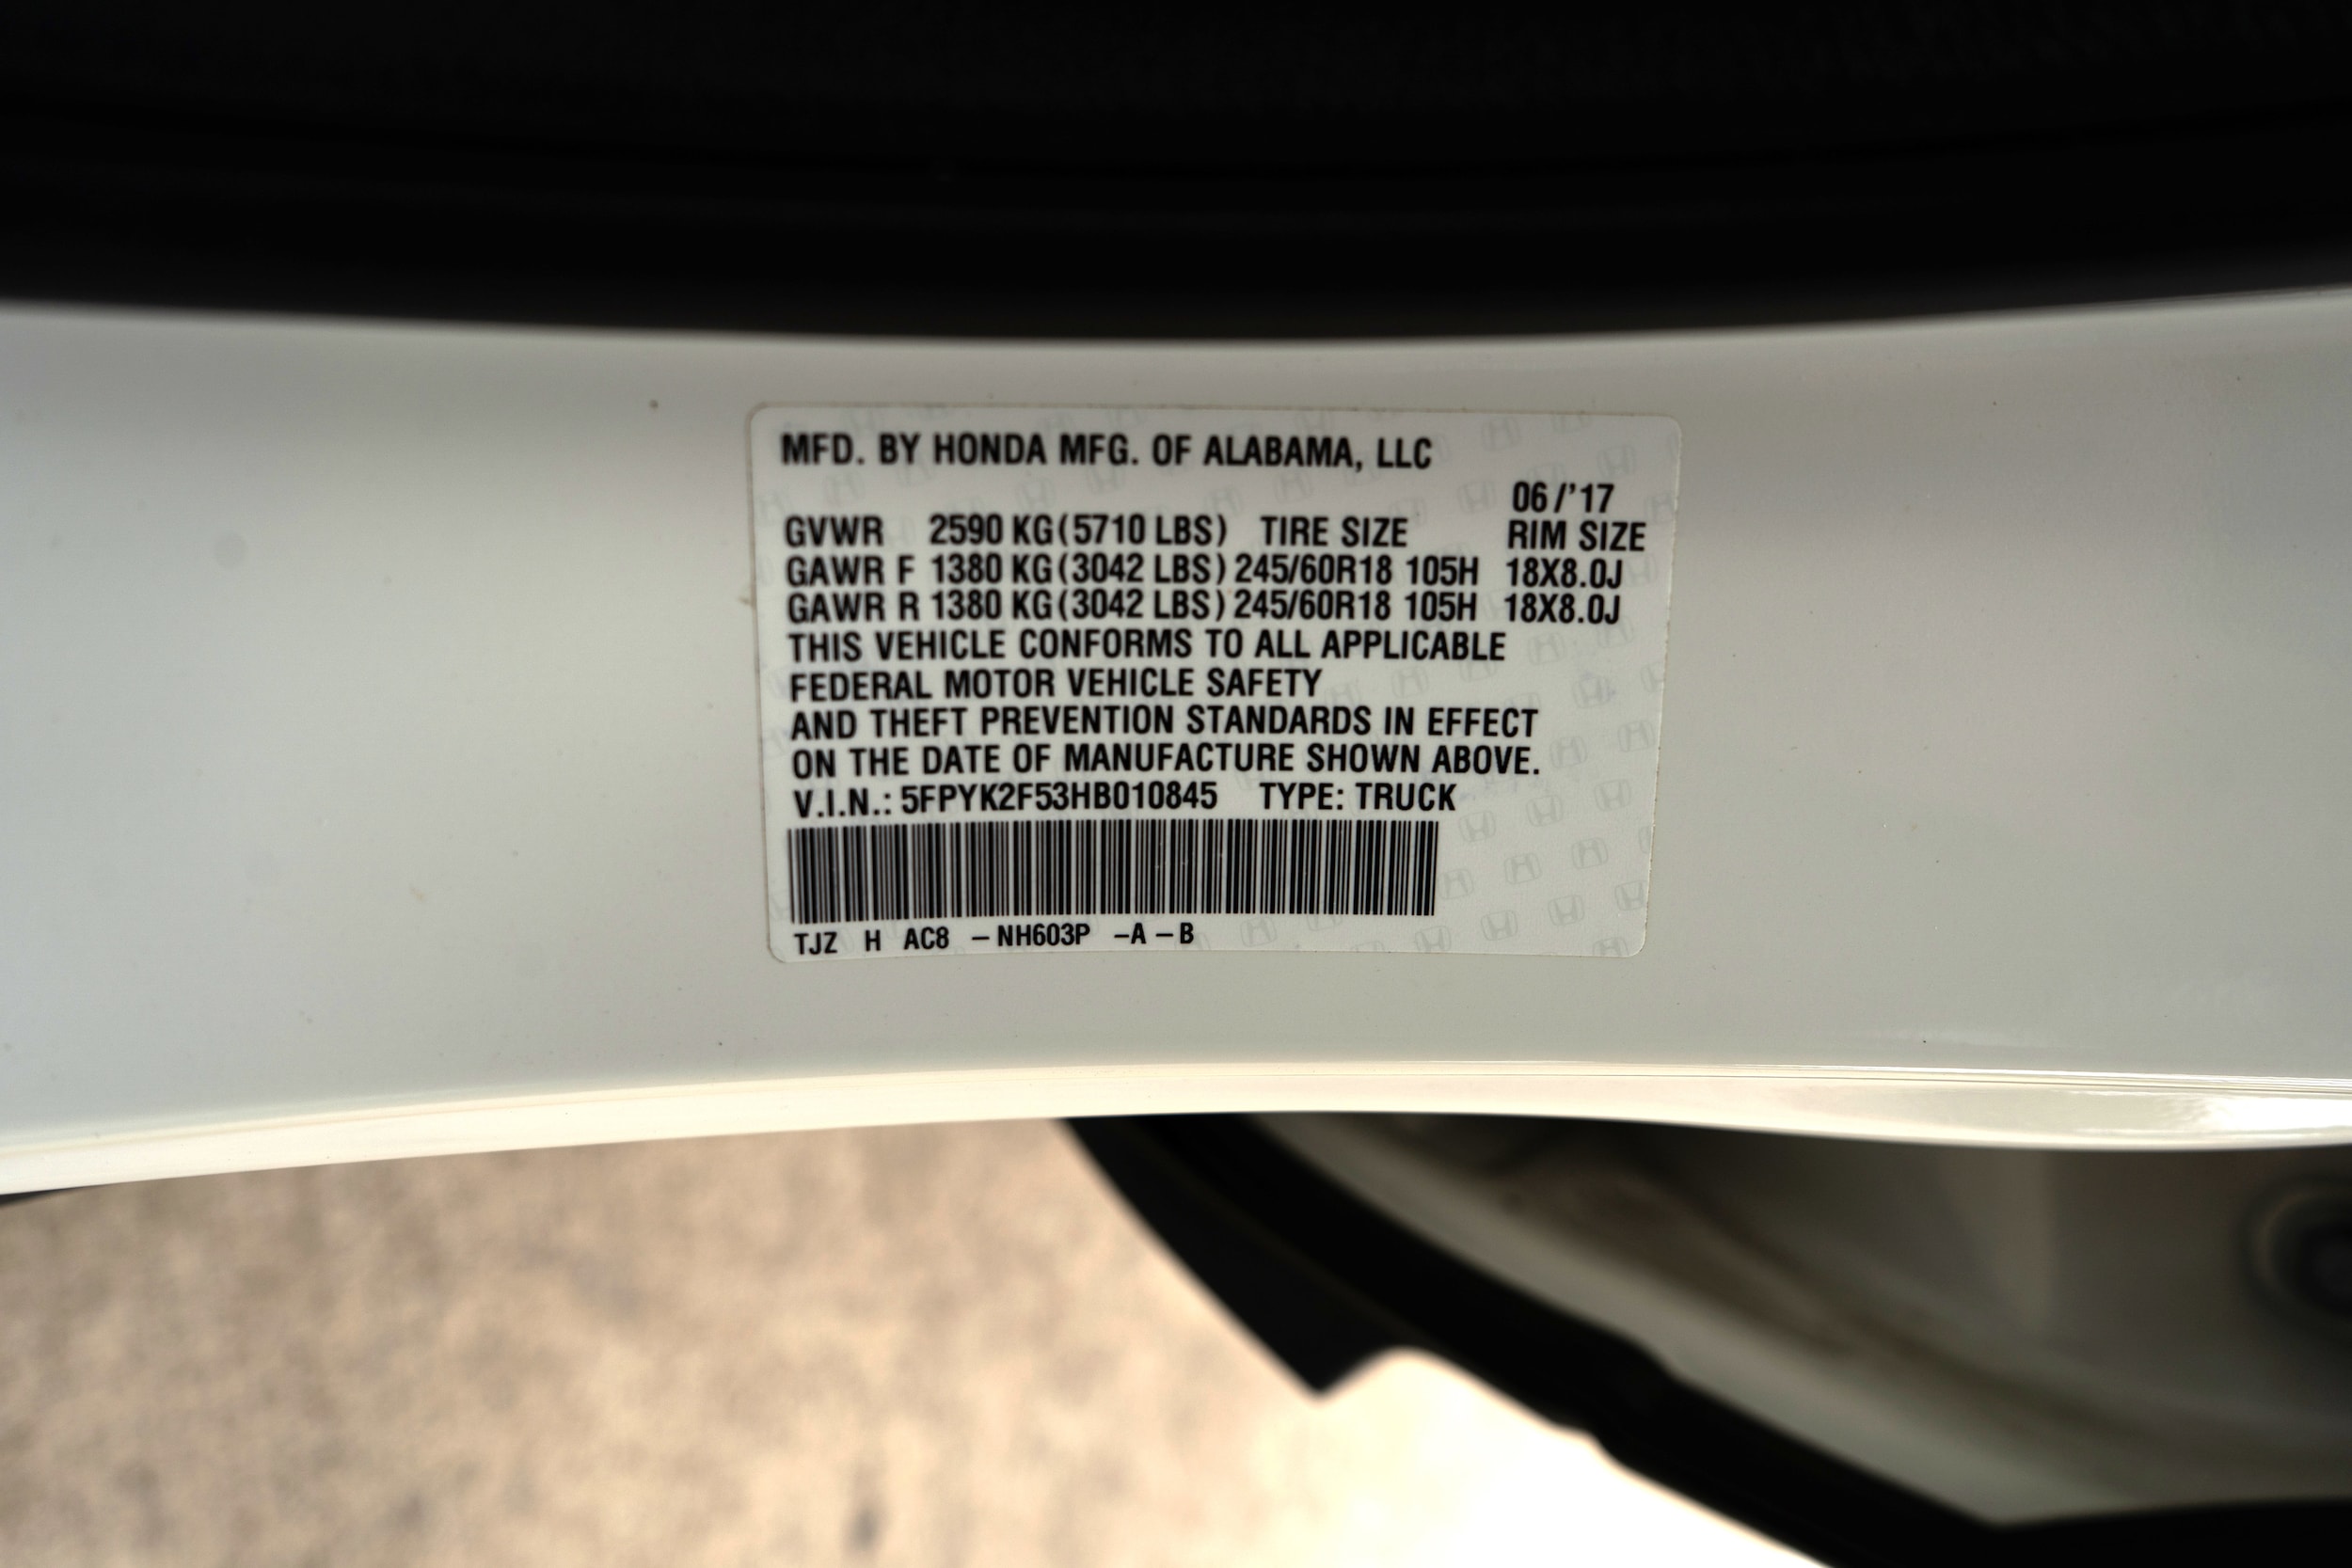 MFD. BY HONDA MFG. OF ALABAMA, LLC
06/'17
GVWR 2590 KG(5710 LBS) TIRE SIZE RIM SIZE
GAWR F 1380 KG(3042 LBS) 245/60R18 105H 18X8.0J
GAWR R 1380 KG(3042 LBS) 245/60R18 105H 18X8.0J
THIS VEHICLE CONFORMS TO ALL APPLICABLE
FEDERAL MOTOR VEHICLE SAFETY
AND THEFT PREVENTION STANDARDS IN EFFECT
ON THE DATE OF MANUFACTURE SHOWN ABOVE.
V.I.N.: 5FPYK2F53HB010845 TYPE: TRUCK
TJZ H AC8 – NH603P –A – B